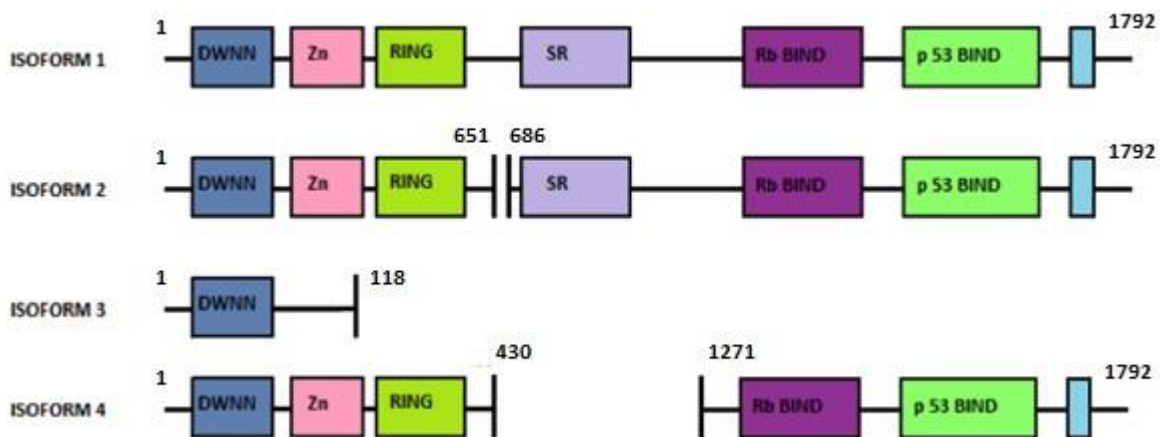 1 1792
ISOFORM 1 DWNN Zn RING SR Rb BIND p 53 BIND
1 651 686 1792
ISOFORM 2 DWNN Zn RING SR Rb BIND p 53 BIND
1 118
ISOFORM 3 DWNN
1 430 1271 1792
ISOFORM 4 DWNN Zn RING Rb BIND p 53 BIND